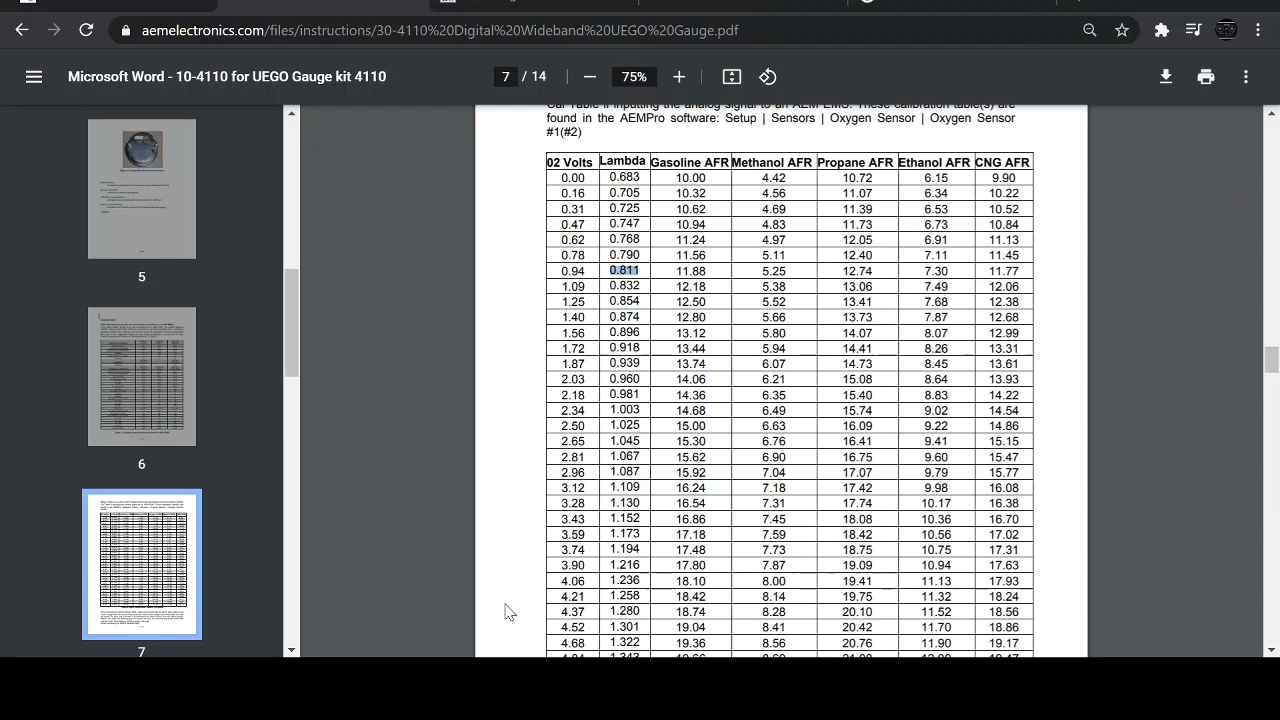 aemelectronics.com/files/instructions/30-4110%20Digital%20Wideband%20UEGO%20Gauge.pdf
Microsoft Word - 10-4110 for UEGO Gauge kit 4110
7 / 14
75%
5
6
7
Cal Table if inputting the analog signal to an AEM EMS. These calibration table(s) are
found in the AEMPro software: Setup | Sensors | Oxygen Sensor | Oxygen Sensor
#1(#2)
02 Volts Lambda Gasoline AFR Methanol AFR Propane AFR Ethanol AFR CNG AFR
0.00 0.683 10.00 4.42 10.72 6.15 9.90
0.16 0.705 10.32 4.56 11.07 6.34 10.22
0.31 0.725 10.62 4.69 11.39 6.53 10.52
0.47 0.747 10.94 4.83 11.73 6.73 10.84
0.62 0.768 11.24 4.97 12.05 6.91 11.13
0.78 0.790 11.56 5.11 12.40 7.11 11.45
0.94 0.811 11.88 5.25 12.74 7.30 11.77
1.09 0.832 12.18 5.38 13.06 7.49 12.06
1.25 0.854 12.50 5.52 13.41 7.68 12.38
1.40 0.874 12.80 5.66 13.73 7.87 12.68
1.56 0.896 13.12 5.80 14.07 8.07 12.99
1.72 0.918 13.44 5.94 14.41 8.26 13.31
1.87 0.939 13.74 6.07 14.73 8.45 13.61
2.03 0.960 14.06 6.21 15.08 8.64 13.93
2.18 0.981 14.36 6.35 15.40 8.83 14.22
2.34 1.003 14.68 6.49 15.74 9.02 14.54
2.50 1.025 15.00 6.63 16.09 9.22 14.86
2.65 1.045 15.30 6.76 16.41 9.41 15.15
2.81 1.067 15.62 6.90 16.75 9.60 15.47
2.96 1.087 15.92 7.04 17.07 9.79 15.77
3.12 1.109 16.24 7.18 17.42 9.98 16.08
3.28 1.130 16.54 7.31 17.74 10.17 16.38
3.43 1.152 16.86 7.45 18.08 10.36 16.70
3.59 1.173 17.18 7.59 18.42 10.56 17.02
3.74 1.194 17.48 7.73 18.75 10.75 17.31
3.90 1.216 17.80 7.87 19.09 10.94 17.63
4.06 1.236 18.10 8.00 19.41 11.13 17.93
4.21 1.258 18.42 8.14 19.75 11.32 18.24
4.37 1.280 18.74 8.28 20.10 11.52 18.56
4.52 1.301 19.04 8.41 20.42 11.70 18.86
4.68 1.322 19.36 8.56 20.76 11.90 19.17